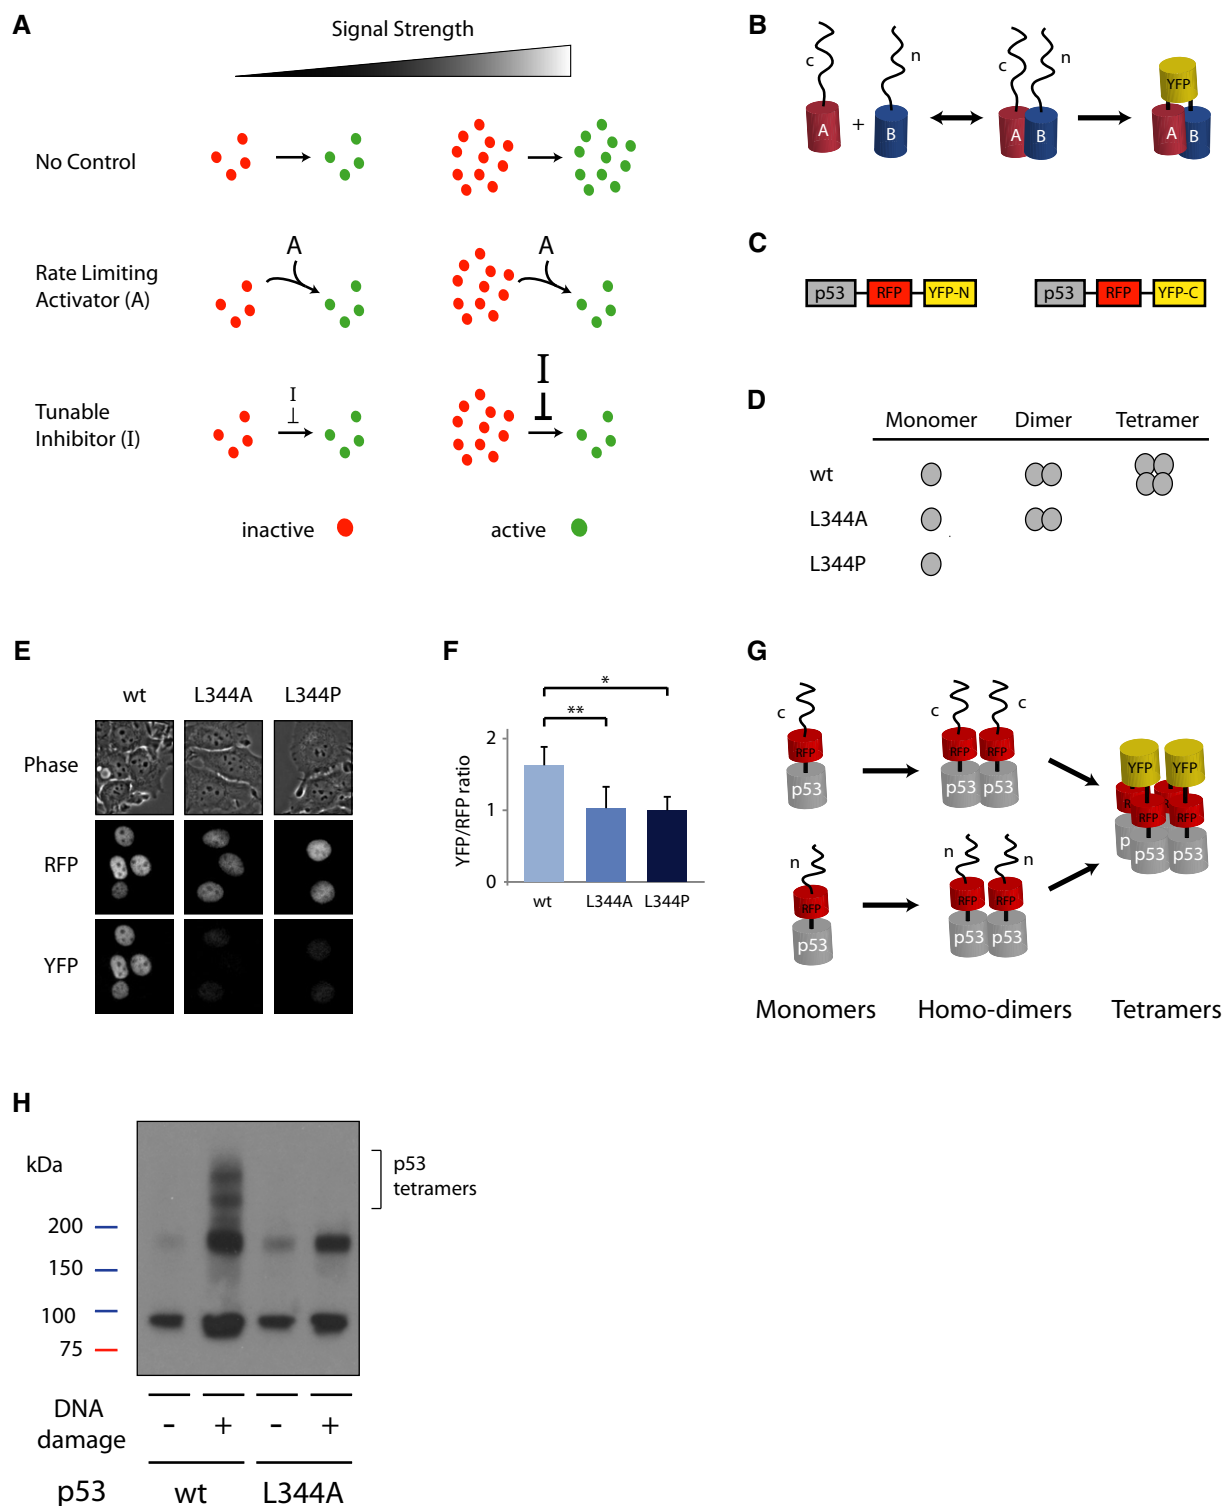 A
Signal Strength
No Control
Rate Limiting
Activator (A)
A
A
Tunable
Inhibitor (I)
I
I
inactive
active
B
c
n
c
n
YFP
A
+
B
A
B
A
B
C
p53
RFP
YFP-N
p53
RFP
YFP-C
D
Monomer
Dimer
Tetramer
wt
L344A
L344P
E
wt
L344A
L344P
Phase
RFP
YFP
F
YFP/RFP ratio
2
1
0
*
**
wt
L344A
L344P
G
c
RFP
p53
c
c
RFP
RFP
p53
p53
n
RFP
p53
n
n
RFP
RFP
p53
p53
YFP
YFP
RFP
RFP
p
p53
p53
Monomers
Homo-dimers
Tetramers
H
kDa
200
150
100
75
p53
tetramers
DNA
damage
-
+
-
+
p53
wt
L344A